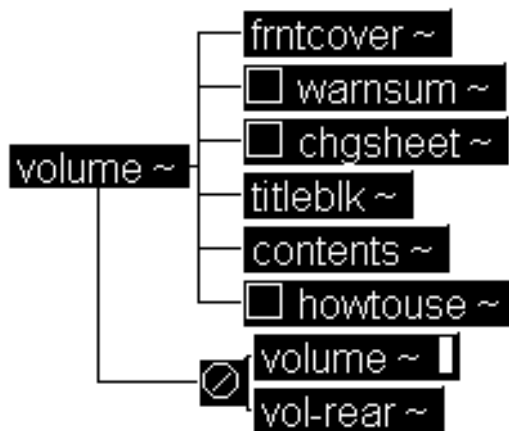 frntcover ~
warnsum ~
chgsheet ~
volume ~
titleblk ~
contents ~
howtouse ~
volume ~
vol-rear ~